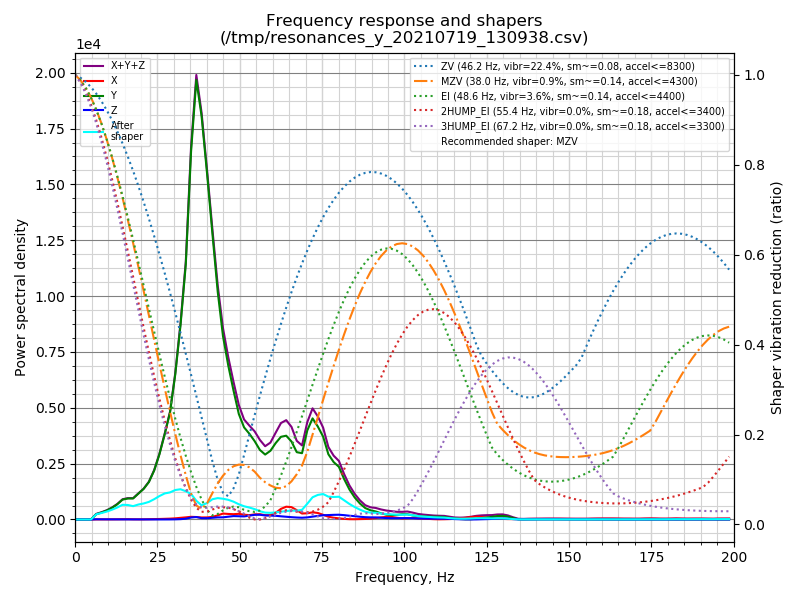 Frequency response and shapers
(/tmp/resonances_y_20210719_130938.csv)
1e4
X+Y+Z
X
Y
Z
After
shaper
ZV (46.2 Hz, vibr=22.4%, sm~=0.08, accel<=8300)
MZV (38.0 Hz, vibr=0.9%, sm~=0.14, accel<=4300)
EI (48.6 Hz, vibr=3.6%, sm~=0.14, accel<=4400)
2HUMP_EI (55.4 Hz, vibr=0.0%, sm~=0.18, accel<=3400)
3HUMP_EI (67.2 Hz, vibr=0.0%, sm~=0.18, accel<=3300)
Recommended shaper: MZV
Power spectral density
2.00
1.75
1.50
1.25
1.00
0.75
0.50
0.25
0.00
1.0
0.8
0.6
0.4
0.2
0.0
Shaper vibration reduction (ratio)
0 25 50 75 100 125 150 175 200
Frequency, Hz